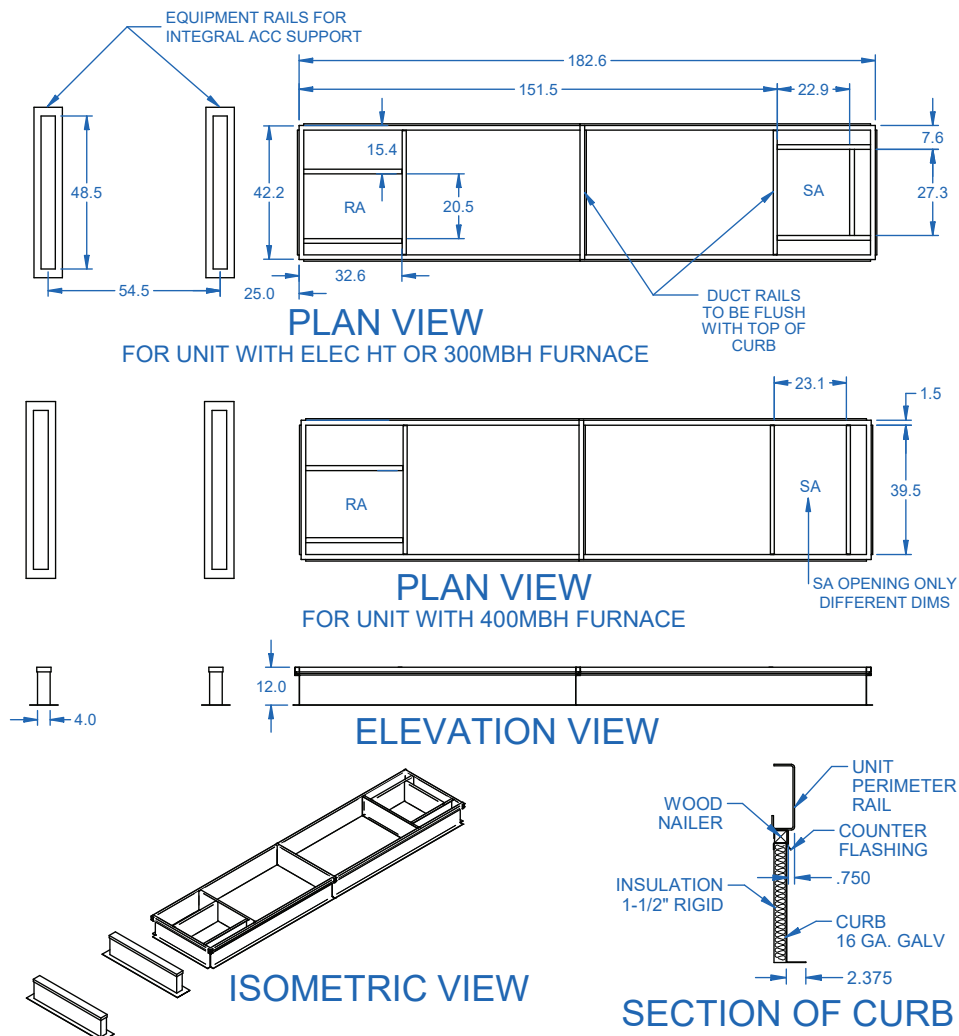 EQUIPMENT RAILS FOR
INTEGRAL ACC SUPPORT
182.6
151.5
22.9
7.6
15.4
48.5
42.2
RA
20.5
SA
27.3
32.6
54.5
25.0
DUCT RAILS
TO BE FLUSH
WITH TOP OF
CURB
PLAN VIEW
FOR UNIT WITH ELEC HT OR 300MBH FURNACE
23.1
1.5
RA
SA
39.5
PLAN VIEW
FOR UNIT WITH 400MBH FURNACE
SA OPENING ONLY
DIFFERENT DIMS
12.0
4.0
ELEVATION VIEW
UNIT
PERIMETER
RAIL
WOOD
NAILER
COUNTER
FLASHING
.750
INSULATION
1-1/2" RIGID
CURB
16 GA. GALV
2.375
ISOMETRIC VIEW
SECTION OF CURB